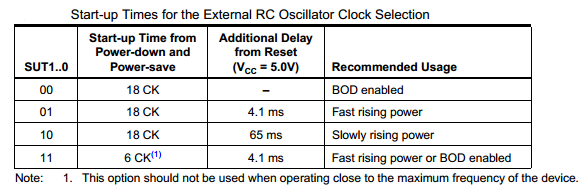 Start-up Times for the External RC Oscillator Clock Selection
SUT1..0 Start-up Time from Power-down and Power-save Additional Delay from Reset (VCC = 5.0V) Recommended Usage
00 18 CK – BOD enabled
01 18 CK 4.1 ms Fast rising power
10 18 CK 65 ms Slowly rising power
11 6 CK(1) 4.1 ms Fast rising power or BOD enabled
Note: 1. This option should not be used when operating close to the maximum frequency of the device.